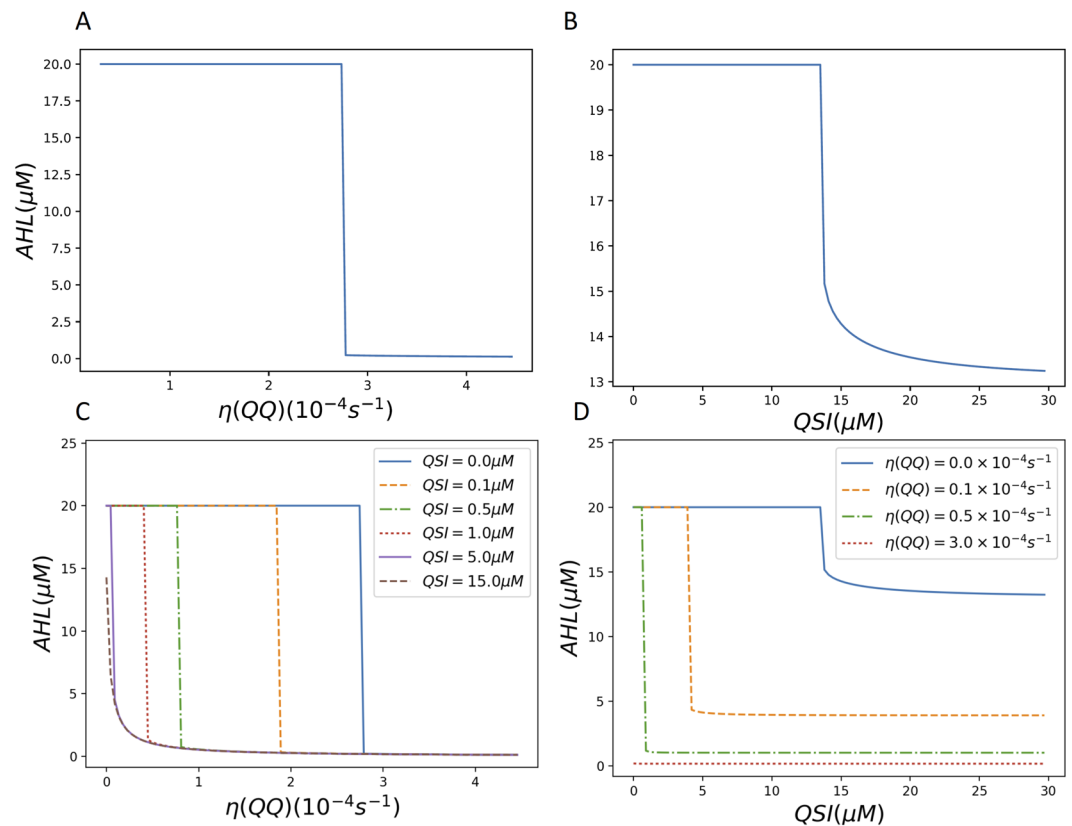 A
20.0
17.5
15.0
12.5
10.0
7.5
5.0
2.5
0.0
AHL(μM)
1
2
3
4
η(QQ)(10⁻⁴s⁻¹)
B
20
19
18
17
16
15
14
13
0
5
10
15
20
25
30
QSI(μM)
C
25
20
15
10
5
0
AHL(μM)
QSI = 0.0μM
QSI = 0.1μM
QSI = 0.5μM
QSI = 1.0μM
QSI = 5.0μM
QSI = 15.0μM
0
1
2
3
4
η(QQ)(10⁻⁴s⁻¹)
D
25
20
15
10
5
0
AHL(μM)
η(QQ) = 0.0 × 10⁻⁴s⁻¹
η(QQ) = 0.1 × 10⁻⁴s⁻¹
η(QQ) = 0.5 × 10⁻⁴s⁻¹
η(QQ) = 3.0 × 10⁻⁴s⁻¹
0
5
10
15
20
25
30
QSI(μM)